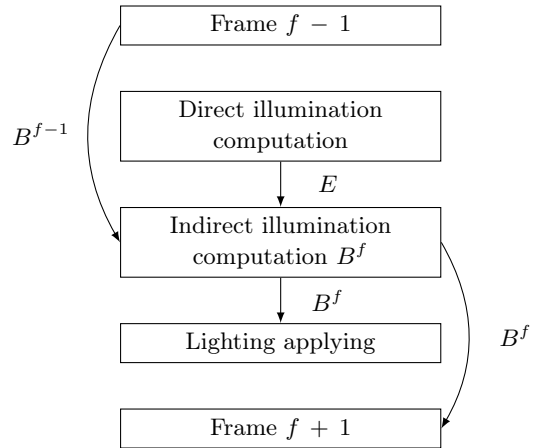 Frame f − 1
Direct illumination
computation
B^{f−1}
E
Indirect illumination
computation B^f
B^f
B^f
Lighting applying
Frame f + 1